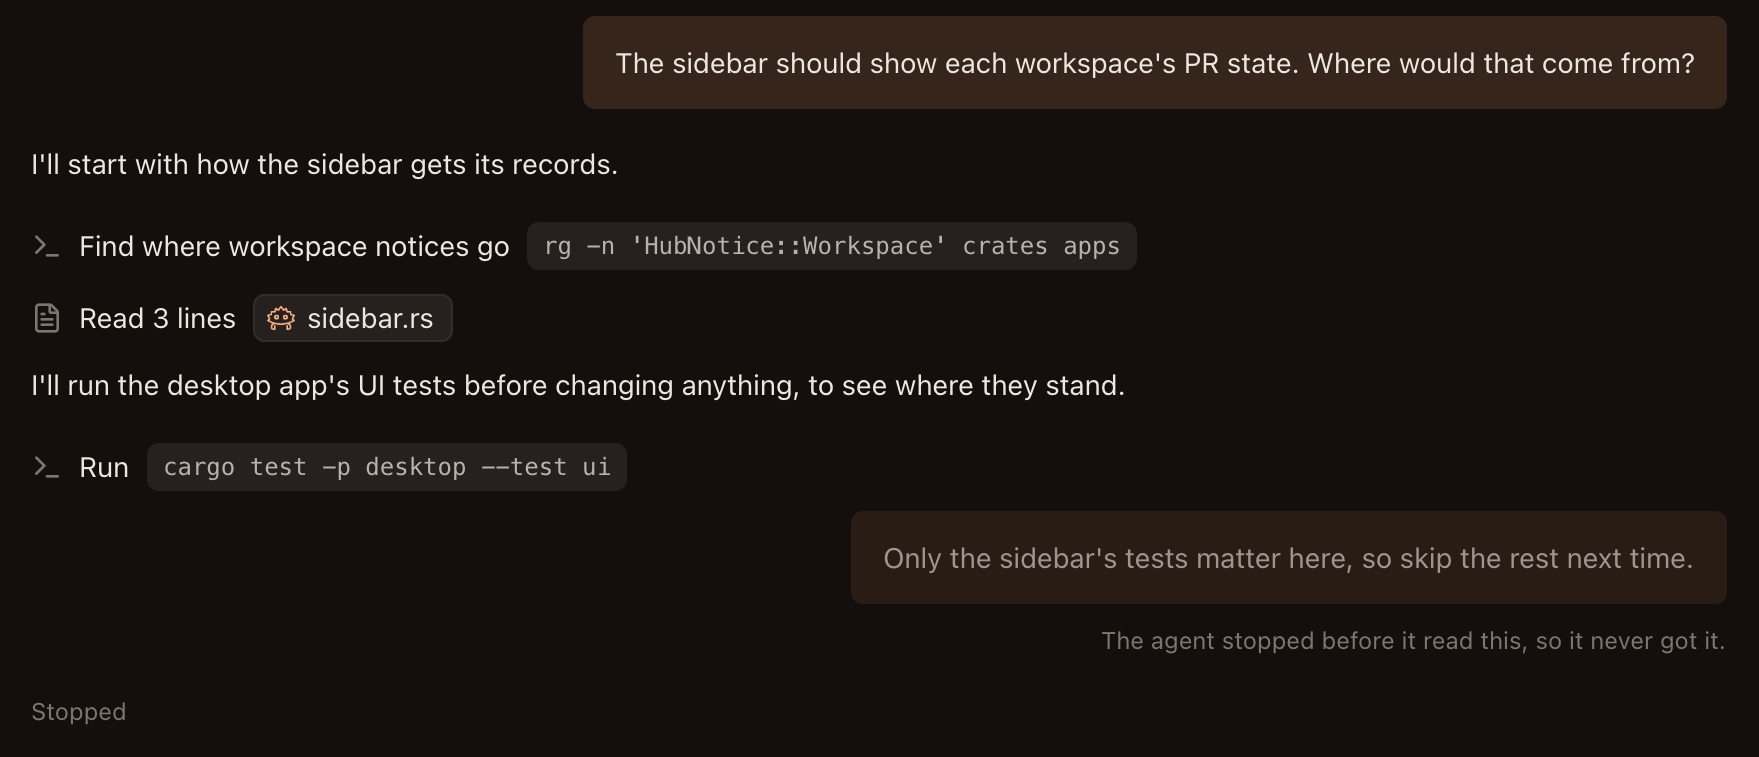 The sidebar should show each workspace's PR state. Where would that come from?
I'll start with how the sidebar gets its records.
Find where workspace notices go rg -n 'HubNotice::Workspace' crates apps
Read 3 lines sidebar.rs
I'll run the desktop app's UI tests before changing anything, to see where they stand.
Run cargo test -p desktop --test ui
Only the sidebar's tests matter here, so skip the rest next time.
The agent stopped before it read this, so it never got it.
Stopped